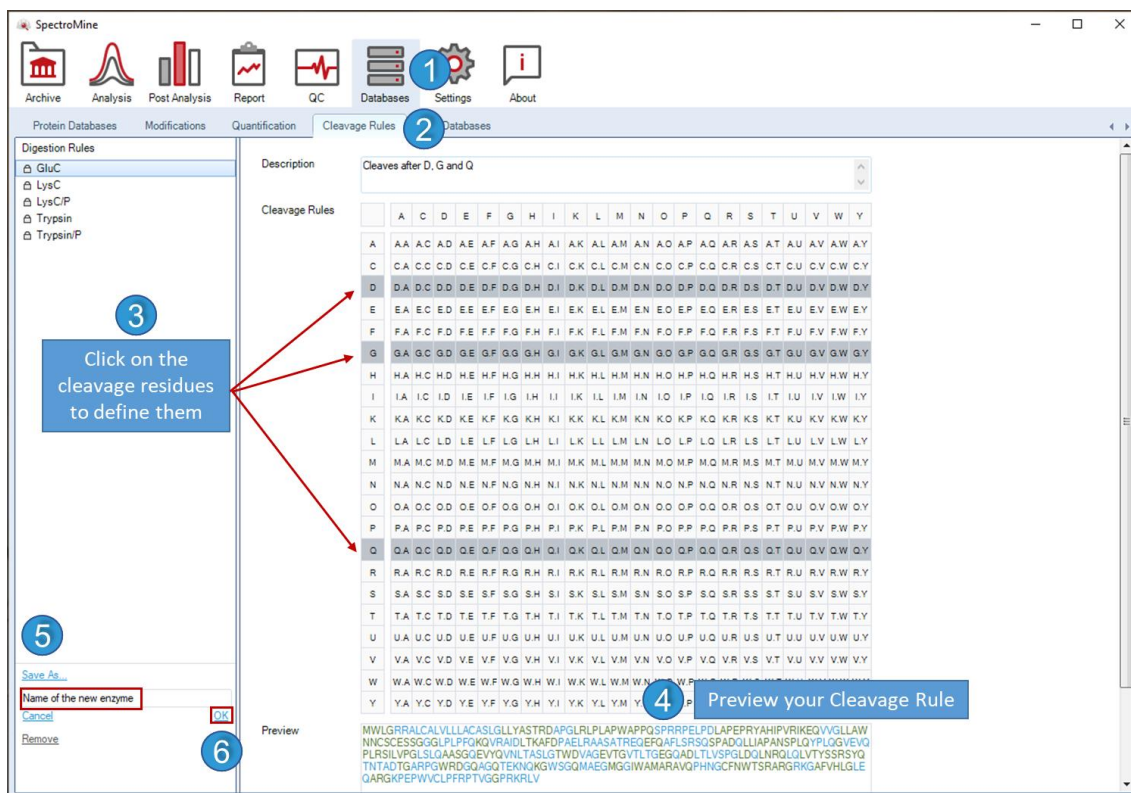 SpectroMine
Archive Analysis Post Analysis Report QC Databases Settings About
1
Protein Databases Modifications Quantification Cleavage Rules Databases
2
Digestion Rules
GluC
LysC
LysC/P
Trypsin
Trypsin/P
3
Click on the
cleavage residues
to define them
5
Save As...
Name of the new enzyme
Cancel OK
Remove
6
Description Cleaves after D, G and Q
Cleavage Rules
A C D E F G H I K L M N O P Q R S T U V W Y
A A.A A.C A.D A.E A.F A.G A.H A.I A.K A.L A.M A.N A.O A.P A.Q A.R A.S A.T A.U A.V A.W A.Y
C C.A C.C C.D C.E C.F C.G C.H C.I C.K C.L C.M C.N C.O C.P C.Q C.R C.S C.T C.U C.V C.W C.Y
D D.A D.C D.D D.E D.F D.G D.H D.I D.K D.L D.M D.N D.O D.P D.Q D.R D.S D.T D.U D.V D.W D.Y
E E.A E.C E.D E.E E.F E.G E.H E.I E.K E.L E.M E.N E.O E.P E.Q E.R E.S E.T E.U E.V E.W E.Y
F F.A F.C F.D F.E F.F F.G F.H F.I F.K F.L F.M F.N F.O F.P F.Q F.R F.S F.T F.U F.V F.W F.Y
G G.A G.C G.D G.E G.F G.G G.H G.I G.K G.L G.M G.N G.O G.P G.Q G.R G.S G.T G.U G.V G.W G.Y
H H.A H.C H.D H.E H.F H.G H.H H.I H.K H.L H.M H.N H.O H.P H.Q H.R H.S H.T H.U H.V H.W H.Y
I I.A I.C I.D I.E I.F I.G I.H I.I I.K I.L I.M I.N I.O I.P I.Q I.R I.S I.T I.U I.V I.W I.Y
K K.A K.C K.D K.E K.F K.G K.H K.I K.K K.L K.M K.N K.O K.P K.Q K.R K.S K.T K.U K.V K.W K.Y
L L.A L.C L.D L.E L.F L.G L.H L.I L.K L.L L.M L.N L.O L.P L.Q L.R L.S L.T L.U L.V L.W L.Y
M M.A M.C M.D M.E M.F M.G M.H M.I M.K M.L M.M M.N M.O M.P M.Q M.R M.S M.T M.U M.V M.W M.Y
N N.A N.C N.D N.E N.F N.G N.H N.I N.K N.L N.M N.N N.O N.P N.Q N.R N.S N.T N.U N.V N.W N.Y
O O.A O.C O.D O.E O.F O.G O.H O.I O.K O.L O.M O.N O.O O.P O.Q O.R O.S O.T O.U O.V O.W O.Y
P P.A P.C P.D P.E P.F P.G P.H P.I P.K P.L P.M P.N P.O P.P P.Q P.R P.S P.T P.U P.V P.W P.Y
Q Q.A Q.C Q.D Q.E Q.F Q.G Q.H Q.I Q.K Q.L Q.M Q.N Q.O Q.P Q.Q Q.R Q.S Q.T Q.U Q.V Q.W Q.Y
R R.A R.C R.D R.E R.F R.G R.H R.I R.K R.L R.M R.N R.O R.P R.Q R.R R.S R.T R.U R.V R.W R.Y
S S.A S.C S.D S.E S.F S.G S.H S.I S.K S.L S.M S.N S.O S.P S.Q S.R S.S S.T S.U S.V S.W S.Y
T T.A T.C T.D T.E T.F T.G T.H T.I T.K T.L T.M T.N T.O T.P T.Q T.R T.S T.T T.U T.V T.W T.Y
U U.A U.C U.D U.E U.F U.G U.H U.I U.K U.L U.M U.N U.O U.P U.Q U.R U.S U.T U.U U.V U.W U.Y
V V.A V.C V.D V.E V.F V.G V.H V.I V.K V.L V.M V.N V.O V.P V.Q V.R V.S V.T V.U V.V V.W V.Y
W W.A W.C W.D W.E W.F W.G W.H W.I W.K W.L W.M W.N W.P
Y Y.A Y.C Y.D Y.E Y.F Y.G Y.H Y.I Y.K Y.L Y.M
4
Preview your Cleavage Rule
Preview
MWLGRRALCALVLLLACASLGLLYASTRDAPGLRLPLAPWAPPQSPRRPELPDLAPEPRYAHIPVRIKEQVVGLLAW
NNCSCESSGGGLPLPFQKQVRAIDLTKAFDPAELRAASATREQEFQAFLSRSQSPADQLLIAPANSPLQYPLQGVEVQ
PLRSILVPGLSLQAASGQEVYQVNLTASLGTWDVAGEVTGVTLTGEGQADLTLVSPGLDQLNRQLQLVTYSSRSYQ
TNTADTGARPGWRDGQAGQTEKNQKGWSGQMAEGMGGIWAMARAVQPHNGCFNWTSRARGRKGAFVHLGLE
QARGKPEPWVCLPFRPTVGGPRKRLV